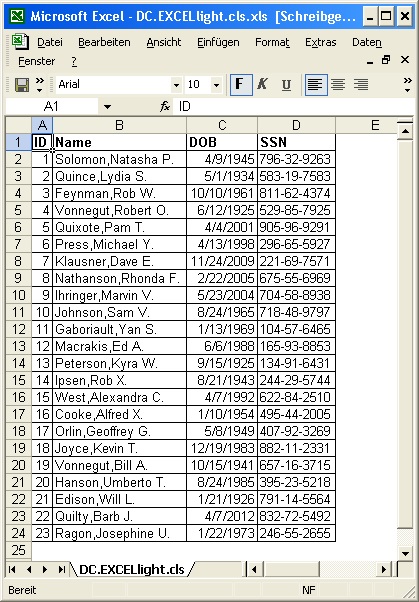 Microsoft Excel - DC.EXCELlight.cls.xls [Schreibge...
Datei Bearbeiten Ansicht Einfügen Format Extras Daten
Fenster ?
Arial 10 F K U
A1 fx ID
A B C D E
1 ID Name DOB SSN
2 1 Solomon,Natasha P. 4/9/1945 796-32-9263
3 2 Quince,Lydia S. 5/1/1934 583-19-7583
4 3 Feynman,Rob W. 10/10/1961 811-62-4374
5 4 Vonnegut,Robert O. 6/12/1925 529-85-7925
6 5 Quixote,Pam T. 4/4/2001 905-96-9291
7 6 Press,Michael Y. 4/13/1998 296-65-5927
8 7 Klausner,Dave E. 11/24/2009 221-69-7571
9 8 Nathanson,Rhonda F. 2/22/2005 675-55-6969
10 9 Ihringer,Marvin V. 5/23/2004 704-58-8938
11 10 Johnson,Sam V. 8/24/1965 718-48-9797
12 11 Gaboriault,Yan S. 1/13/1969 104-57-6465
13 12 Macrakis,Ed A. 6/6/1988 165-93-8853
14 13 Peterson,Kyra W. 9/15/1925 134-91-6431
15 14 Ipsen,Rob X. 8/21/1943 244-29-5744
16 15 West,Alexandra C. 4/7/1992 622-84-2510
17 16 Cooke,Alfred X. 1/10/1954 495-44-2005
18 17 Orlin,Geoffrey G. 5/8/1949 407-92-3269
19 18 Joyce,Kevin T. 12/19/1983 882-11-2331
20 19 Vonnegut,Bill A. 10/15/1941 657-16-3715
21 20 Hanson,Umberto T. 8/24/1985 395-23-5218
22 21 Edison,Will L. 1/21/1926 791-14-5564
23 22 Quilty,Barb J. 4/7/2012 832-72-5492
24 23 Ragon,Josephine U. 1/22/1973 246-55-2655
25
DC.EXCELlight.cls
Bereit NF